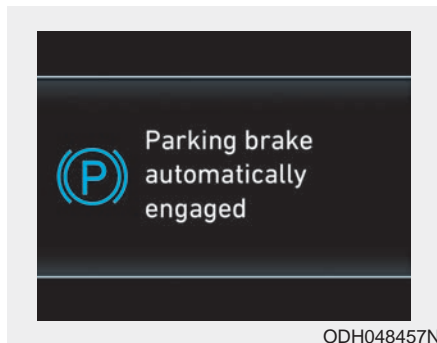 P
Parking brake
automatically
engaged
ODH048457N